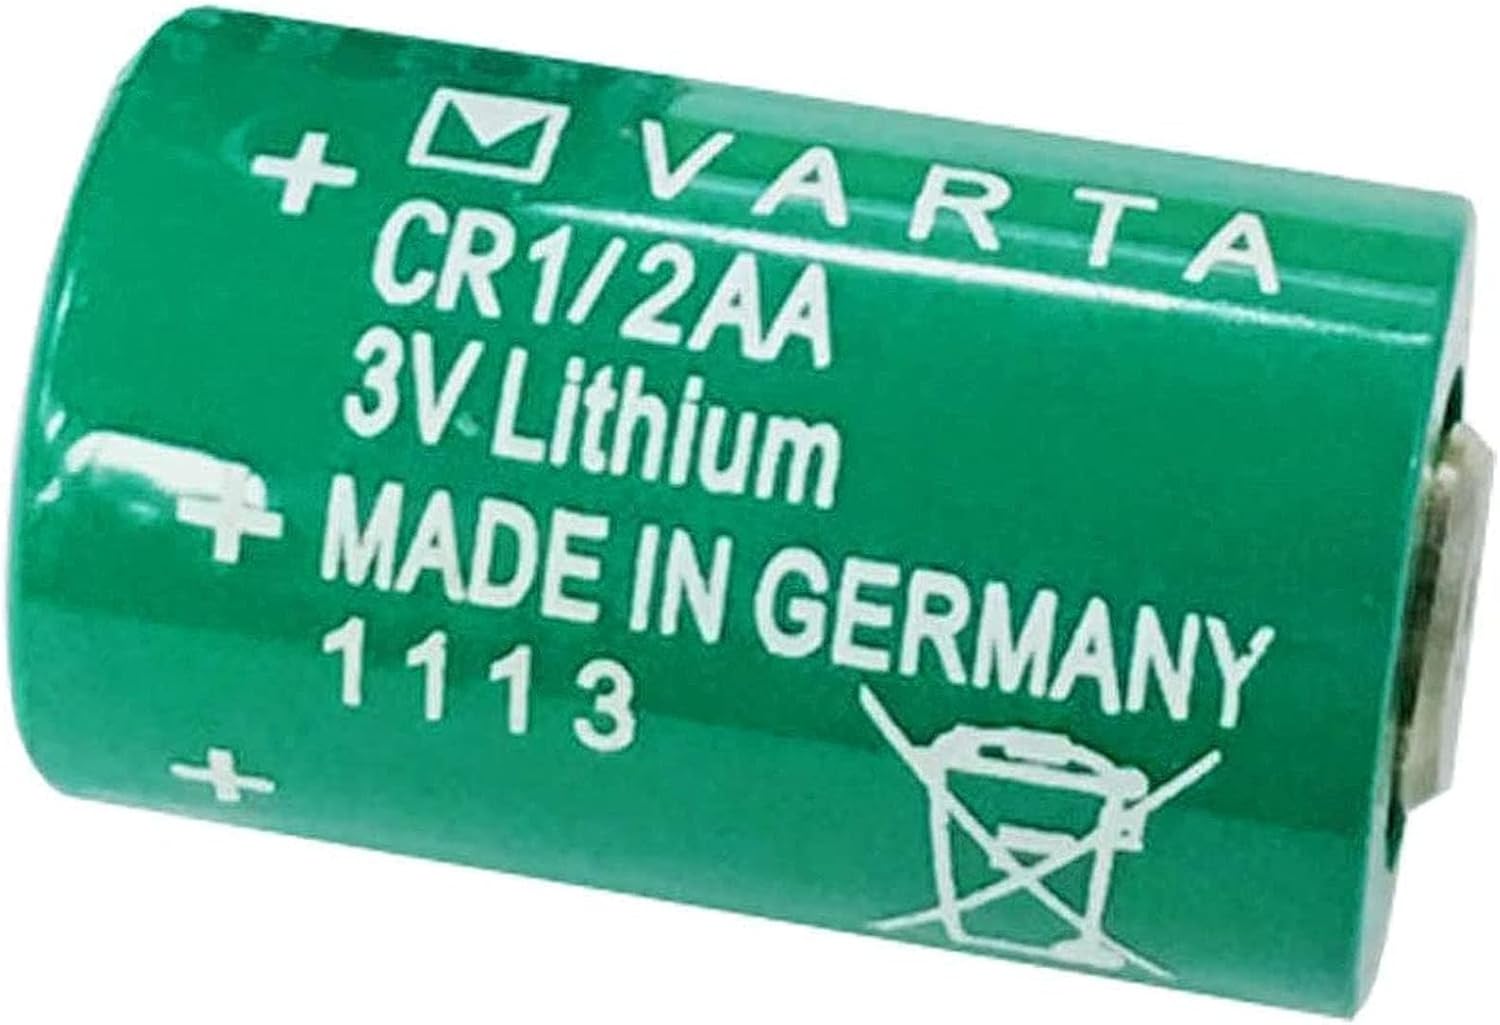 VARTA
CR1/2AA
3V Lithium
MADE IN GERMANY
1113